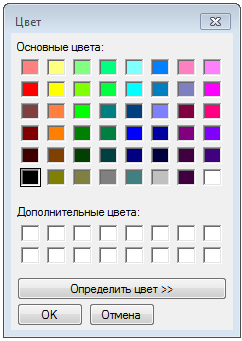 Цвет
Основные цвета:
Дополнительные цвета:
Определить цвет >>
OK
Отмена